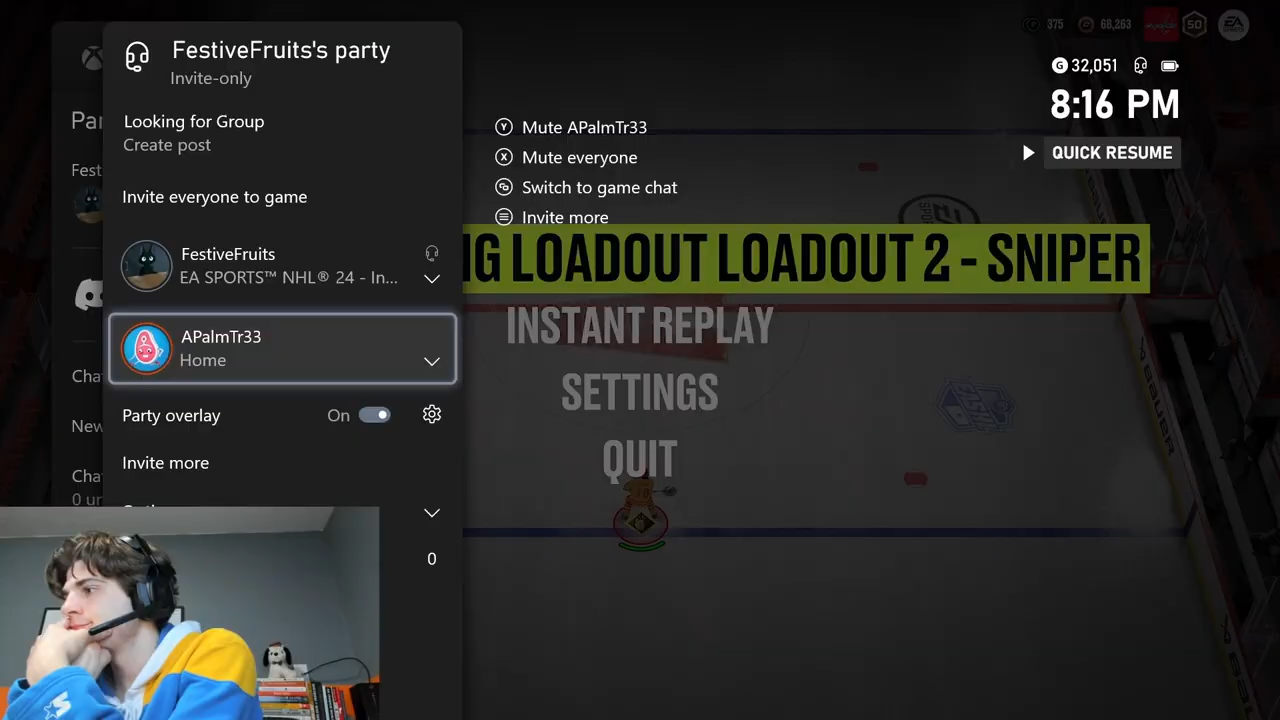 FestiveFruits's party
Invite-only
Looking for Group
Create post
Invite everyone to game
FestiveFruits
EA SPORTS™ NHL® 24 - In...
APalmTr33
Home
Party overlay
On
Invite more
0
Par
Fest
Cha
New
Cha
Y Mute APalmTr33
X Mute everyone
Switch to game chat
Invite more
NG LOADOUT LOADOUT 2 - SNIPER
INSTANT REPLAY
SETTINGS
QUIT
375
68,263
50
EA
G 32,051
8:16 PM
QUICK RESUME
BAUER